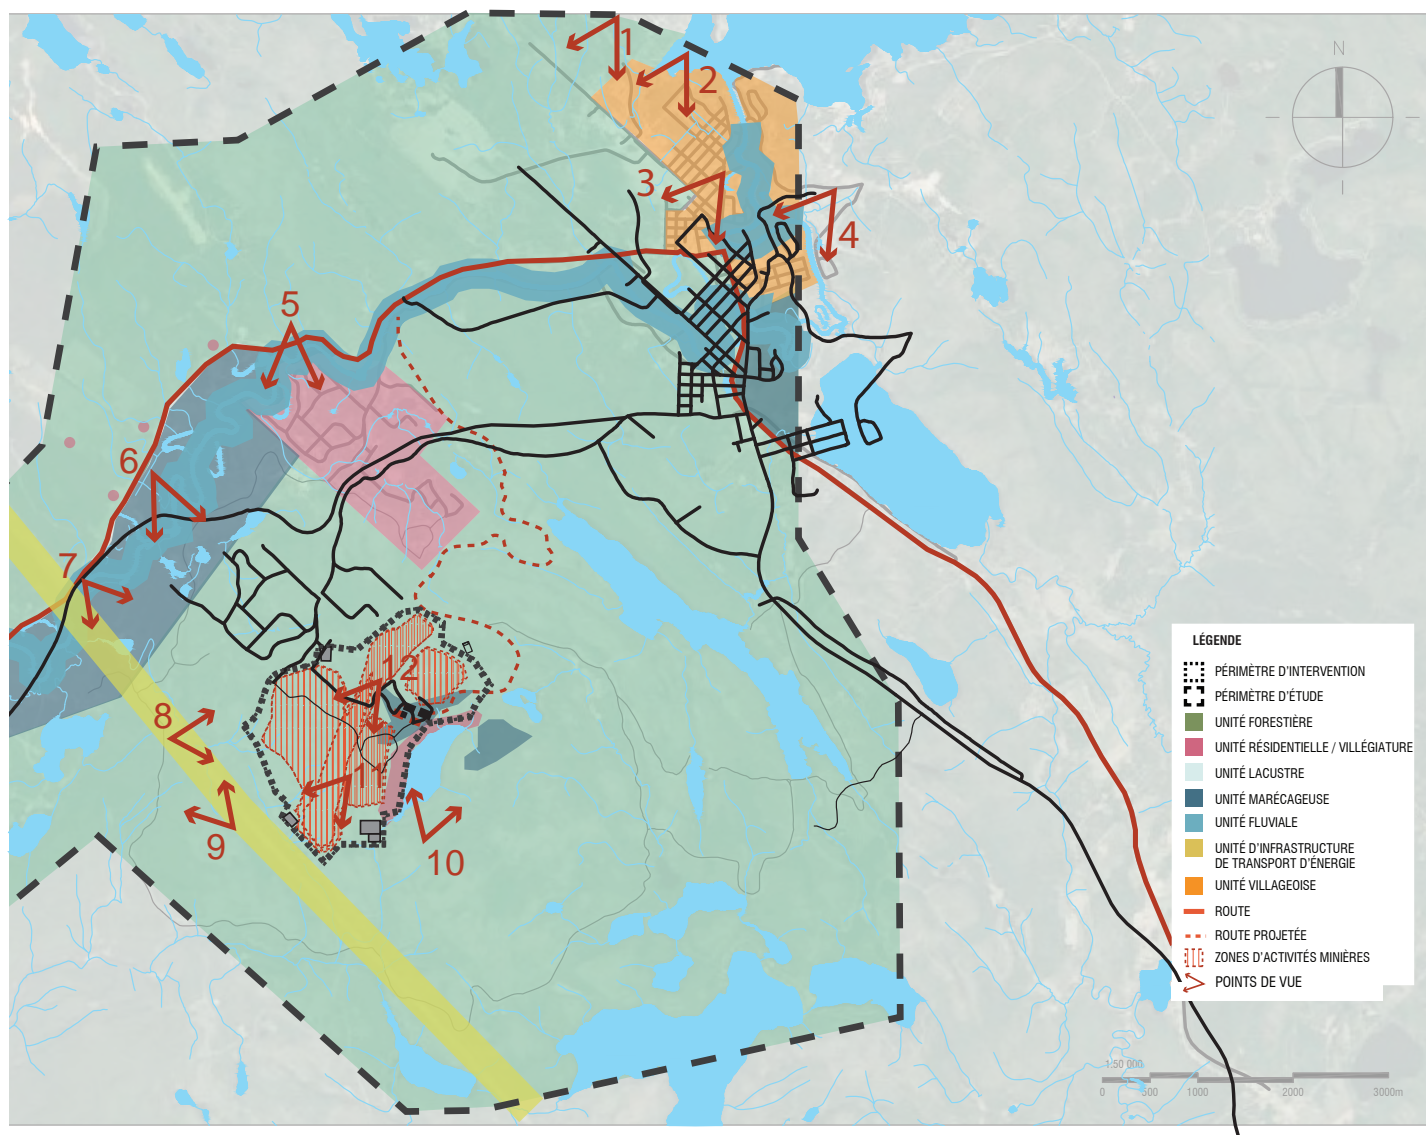 1
2
N
3
4
5
6
7
8
9
10
11
12
LÉGENDE
PÉRIMÈTRE D'INTERVENTION
PÉRIMÈTRE D'ÉTUDE
UNITÉ FORESTIÈRE
UNITÉ RÉSIDENTIELLE / VILLÉGIATURE
UNITÉ LACUSTRE
UNITÉ MARÉCAGEUSE
UNITÉ FLUVIALE
UNITÉ D'INFRASTRUCTURE
DE TRANSPORT D'ÉNERGIE
UNITÉ VILLAGEOISE
ROUTE
ROUTE PROJETÉE
ZONES D'ACTIVITÉS MINIÈRES
POINTS DE VUE
1:50 000
0 500 1000 2000 3000m